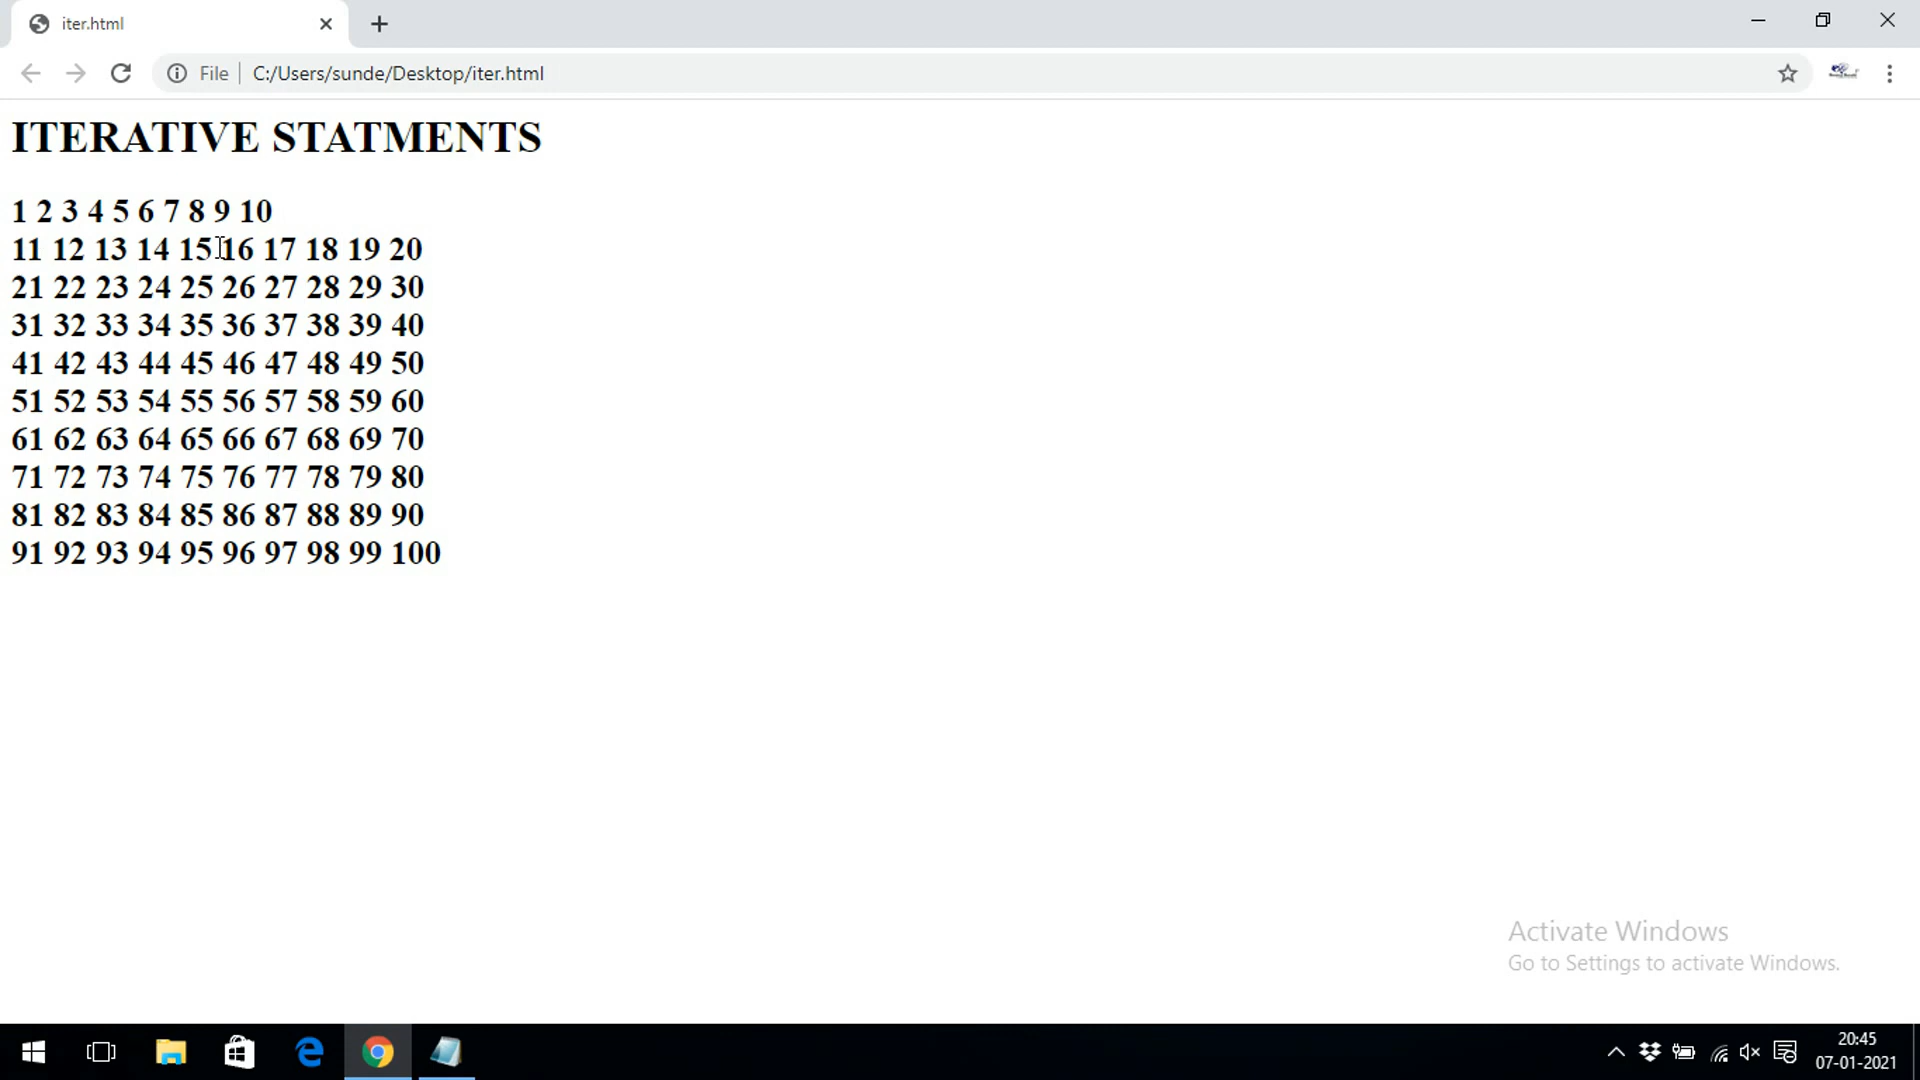 iter.html
File
C:/Users/sunde/Desktop/iter.html
ITERATIVE STATMENTS
1 2 3 4 5 6 7 8 9 10
11 12 13 14 15 16 17 18 19 20
21 22 23 24 25 26 27 28 29 30
31 32 33 34 35 36 37 38 39 40
41 42 43 44 45 46 47 48 49 50
51 52 53 54 55 56 57 58 59 60
61 62 63 64 65 66 67 68 69 70
71 72 73 74 75 76 77 78 79 80
81 82 83 84 85 86 87 88 89 90
91 92 93 94 95 96 97 98 99 100
Activate Windows
Go to Settings to activate Windows.
20:45
07-01-2021